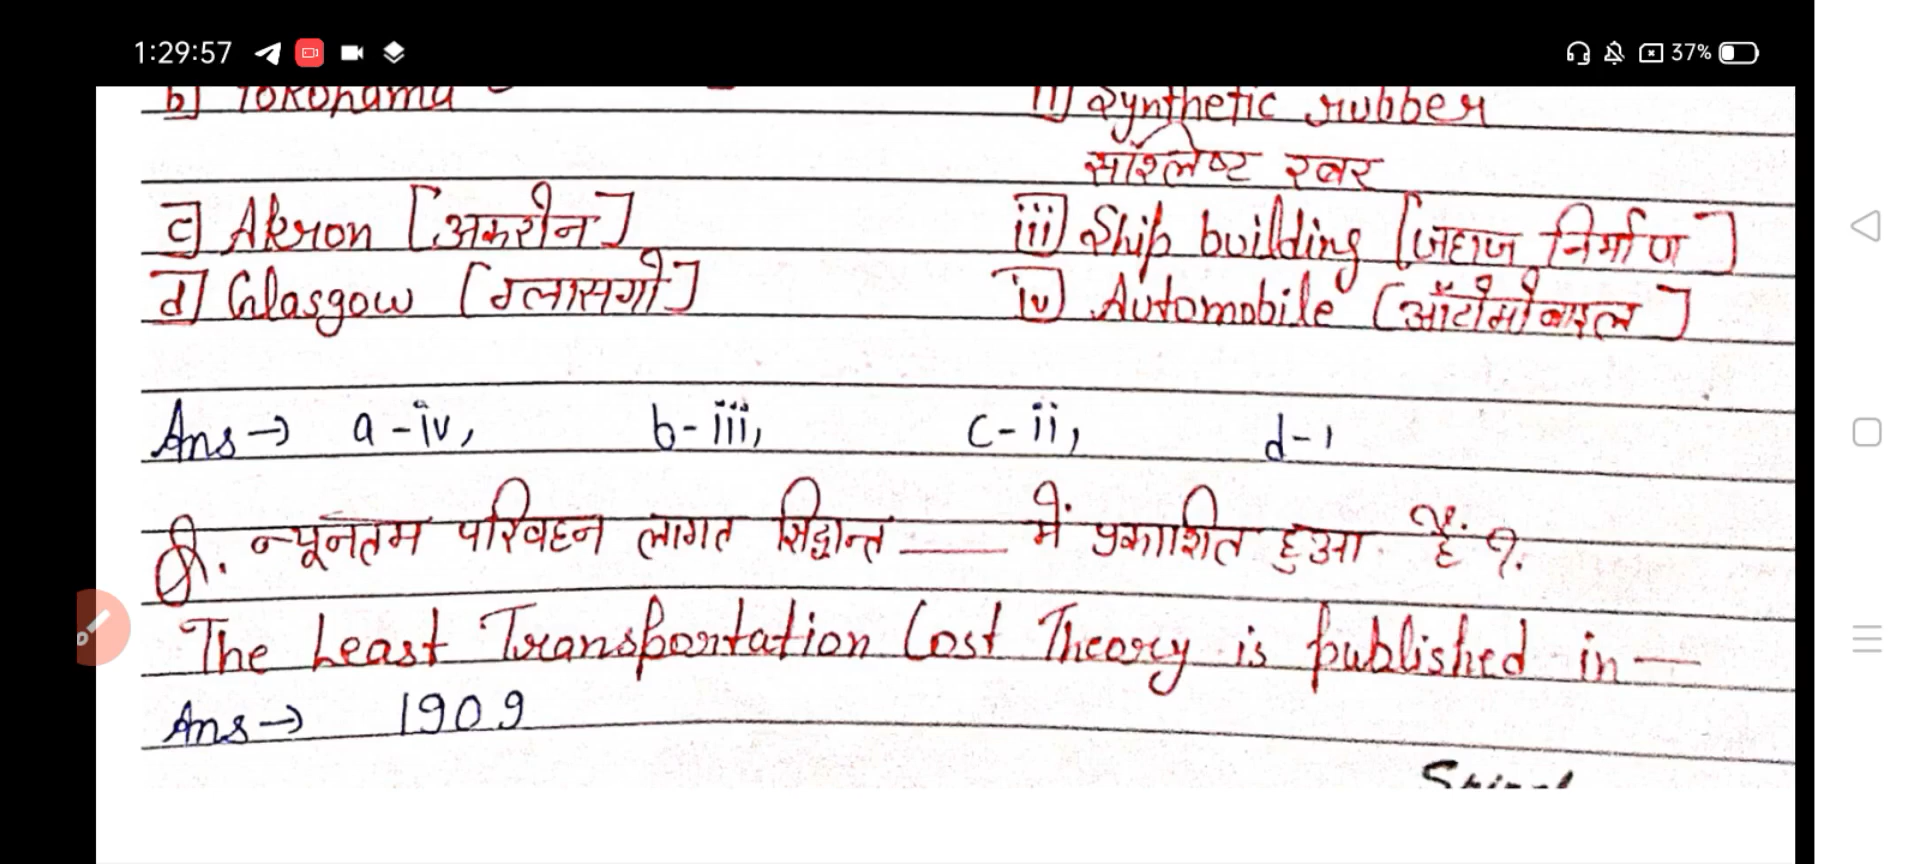 1:29:57 37%
b] Yokohama ii) Synthetic rubber
सांश्लेष्ट रबर
c] Akron [अकरोन] iii) Ship building [जहाज निर्माण]
d] Glasgow [ग्लासगो] iv) Automobile [ऑटोमोबाइल]
Ans → a-iv, b-iii, c-ii, d-i
Q. न्यूनतम परिवहन लागत सिद्धान्त —— में प्रकाशित हुआ हैं ?.
The Least Transportation Cost Theory is published in —
Ans → 1909